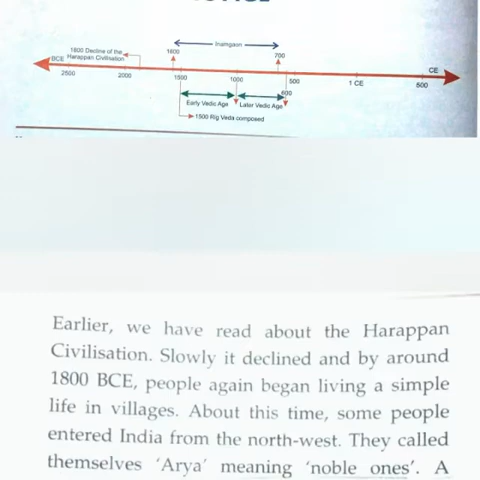 Inamgaon
1800 Decline of the
Harappan Civilisation
1600
700
BCE
CE
2500
2000
1500
1000
500
1 CE
500
600
Early Vedic Age
Later Vedic Age
1500 Rig Veda composed
Earlier, we have read about the Harappan
Civilisation. Slowly it declined and by around
1800 BCE, people again began living a simple
life in villages. About this time, some people
entered India from the north-west. They called
themselves ‘Arya’ meaning ‘noble ones’. A